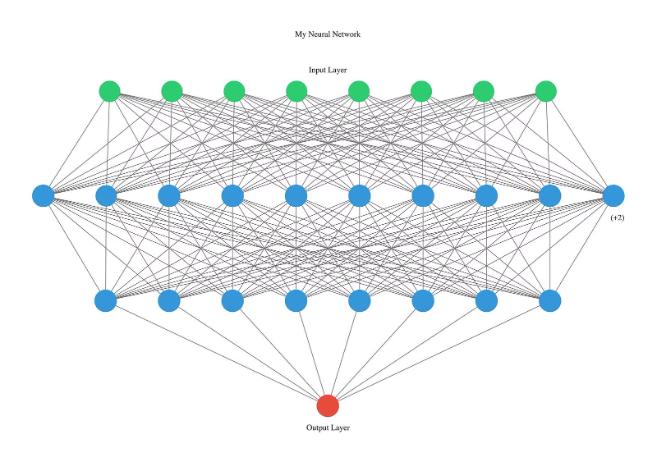 My Neural Network
Input Layer
(+2)
Output Layer